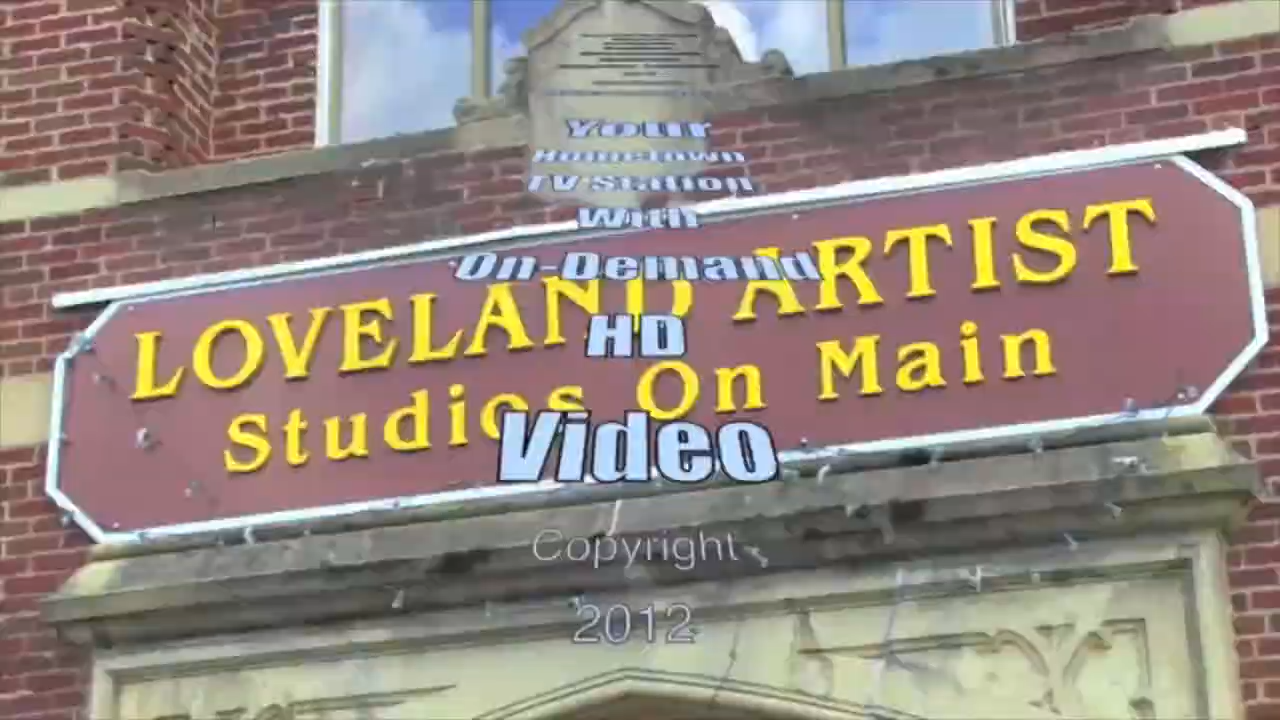 Your
Hometown
TV Station
With
On-Demand
HD
Video
LOVELAND ARTIST
Studios On Main
Copyright
2012